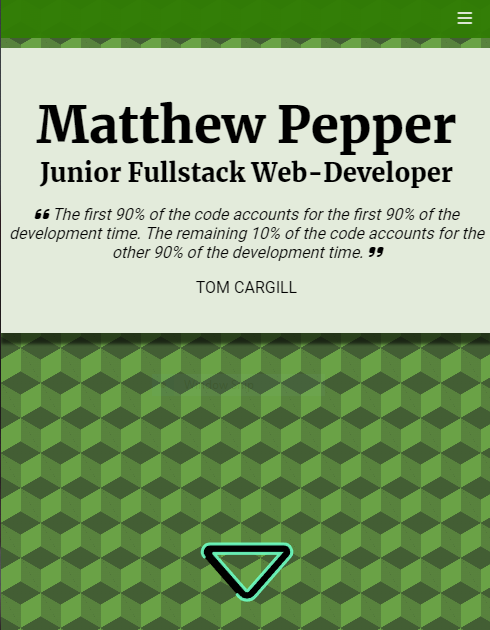 Matthew Pepper
Junior Fullstack Web-Developer
❝ The first 90% of the code accounts for the first 90% of the
development time. The remaining 10% of the code accounts for the
other 90% of the development time. ❞
TOM CARGILL